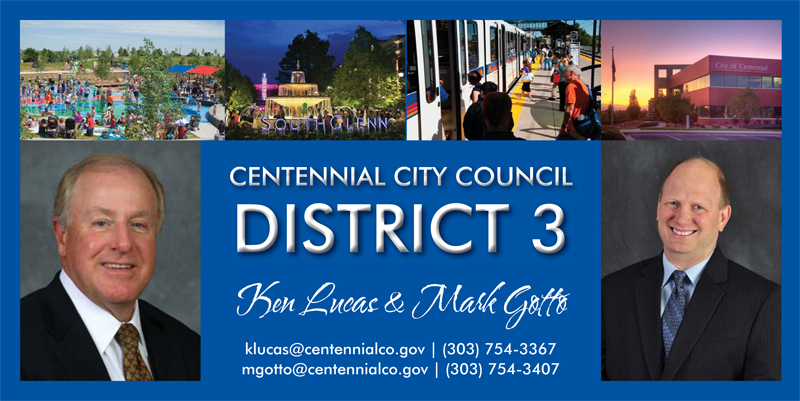 SOUTHGLENN
City of Centennial
CENTENNIAL CITY COUNCIL
DISTRICT 3
Ken Lucas & Mark Gotto
klucas@centennialco.gov | (303) 754-3367
mgotto@centennialco.gov | (303) 754-3407